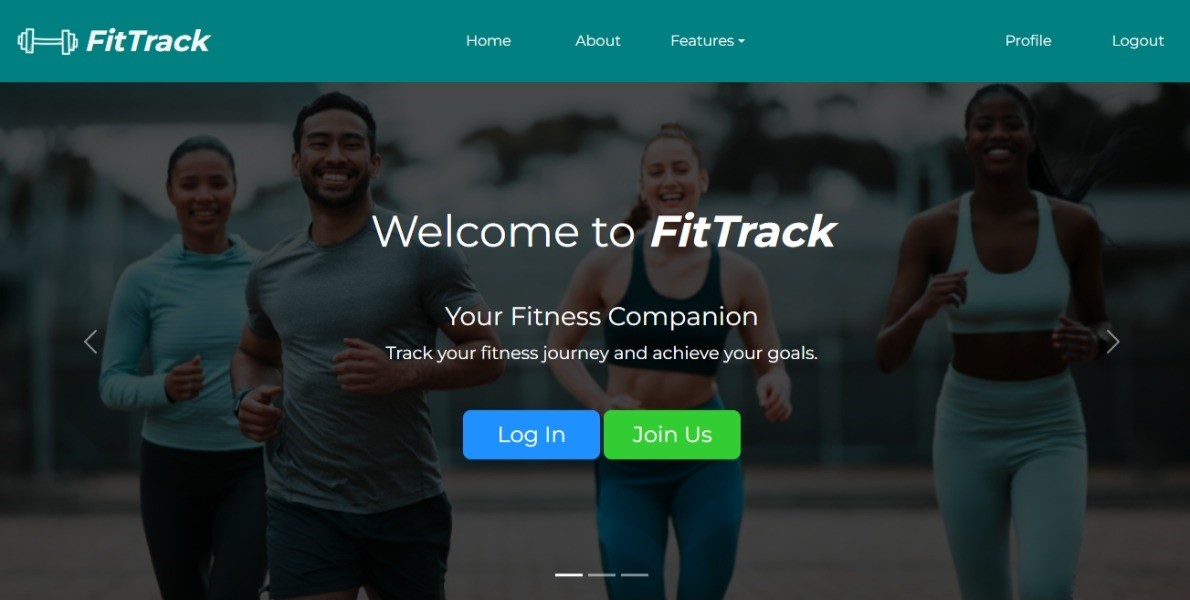 FitTrack Home About Features Profile Logout
Welcome to FitTrack
Your Fitness Companion
Track your fitness journey and achieve your goals.
Log In Join Us